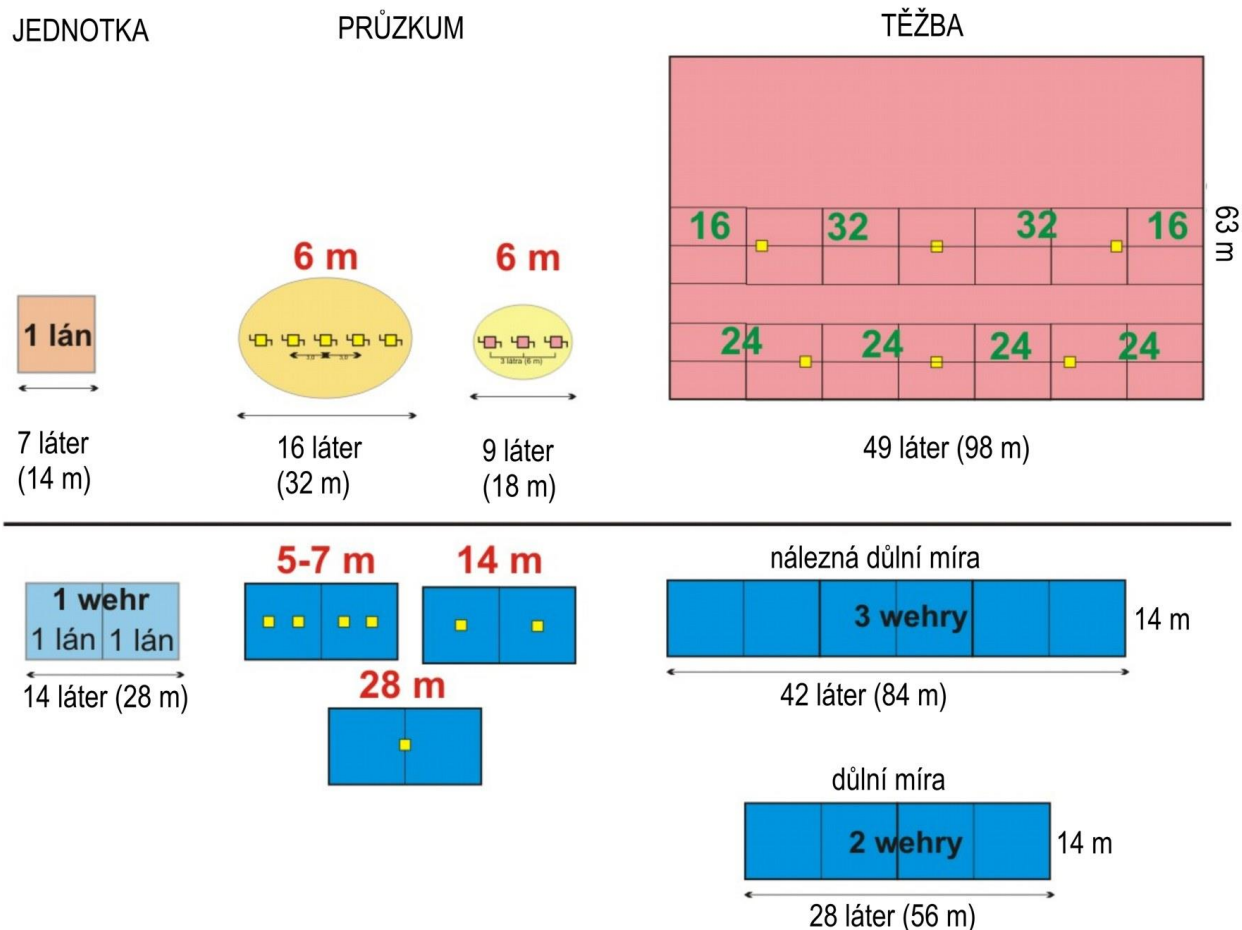 JEDNOTKA
PRŮZKUM
TĚŽBA
6 m
6 m
1 lán
3 látra (6 m)
16
32
32
16
24
24
24
24
63 m
7 láter
(14 m)
16 láter
(32 m)
9 láter
(18 m)
49 láter (98 m)
1 wehr
1 lán
1 lán
14 láter (28 m)
5-7 m
14 m
28 m
nálezná důlní míra
3 wehry
14 m
42 láter (84 m)
důlní míra
2 wehry
14 m
28 láter (56 m)